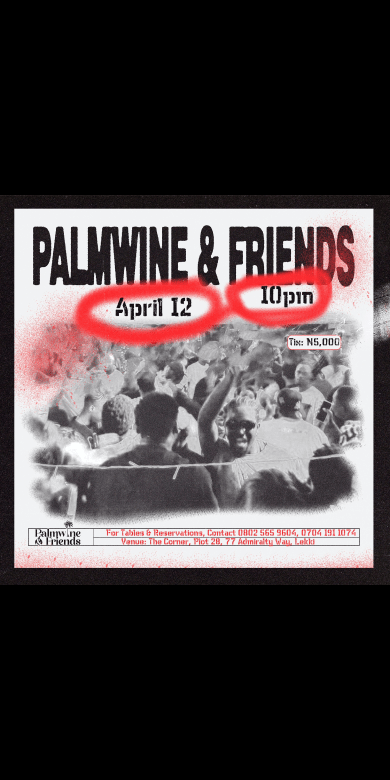 PALMWINE & FRIENDS
April 12
10pm
Tix: N5,000
Palmwine
& Friends
For Tables & Reservations, Contact 0802 565 9604, 0704 191 1074
Venue: The Corner, Plot 28, 77 Admiralty Way, Lekki